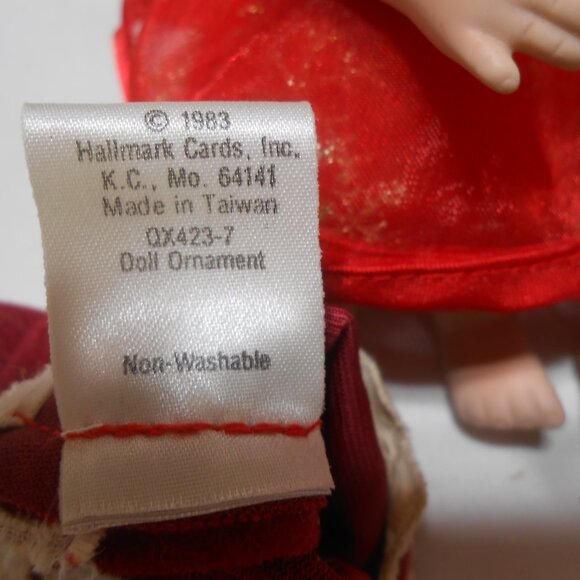 © 1983
Hallmark Cards, Inc.
K.C., Mo. 64141
Made in Taiwan
QX423-7
Doll Ornament
Non-Washable